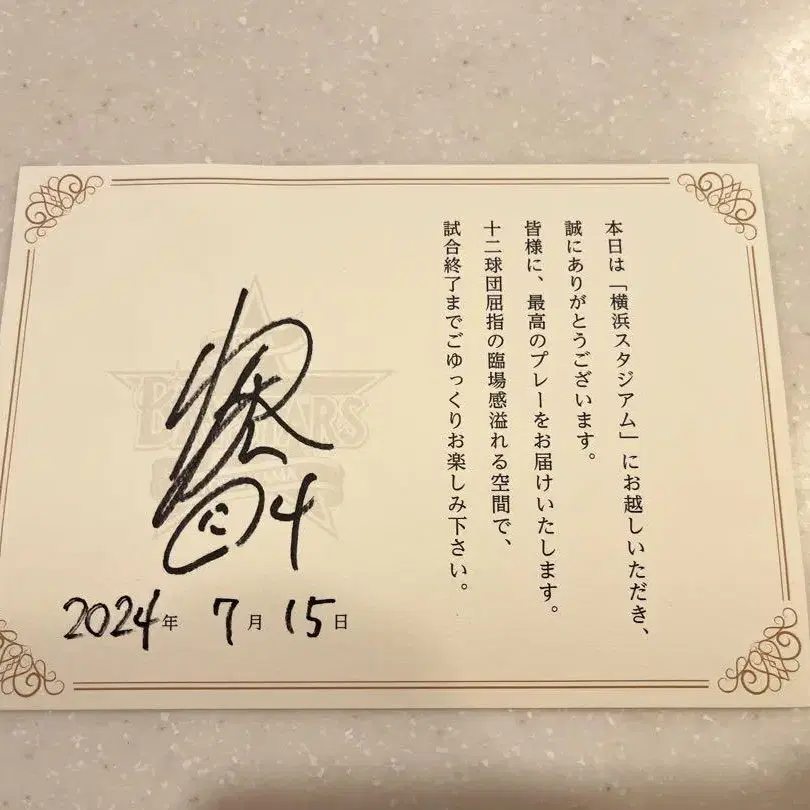 本日は「横浜スタジアム」にお越しいただき、
誠にありがとうございます。
皆様に、最高のプレーをお届けいたします。
十二球団屈指の臨場感溢れる空間で、
試合終了までごゆっくりお楽しみ下さい。
4
2024年 7月 15日